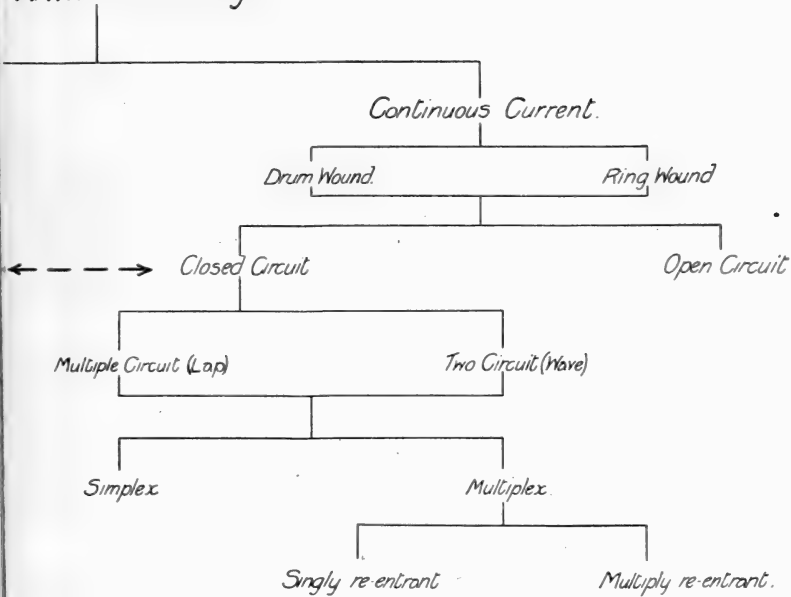 Continuous Current.
Drum Wound.
Ring Wound
Closed Circuit
Open Circuit
Multiple Circuit (Lap)
Two Circuit (Wave)
Simplex
Multiplex.
Singly re-entrant
Multiply re-entrant.